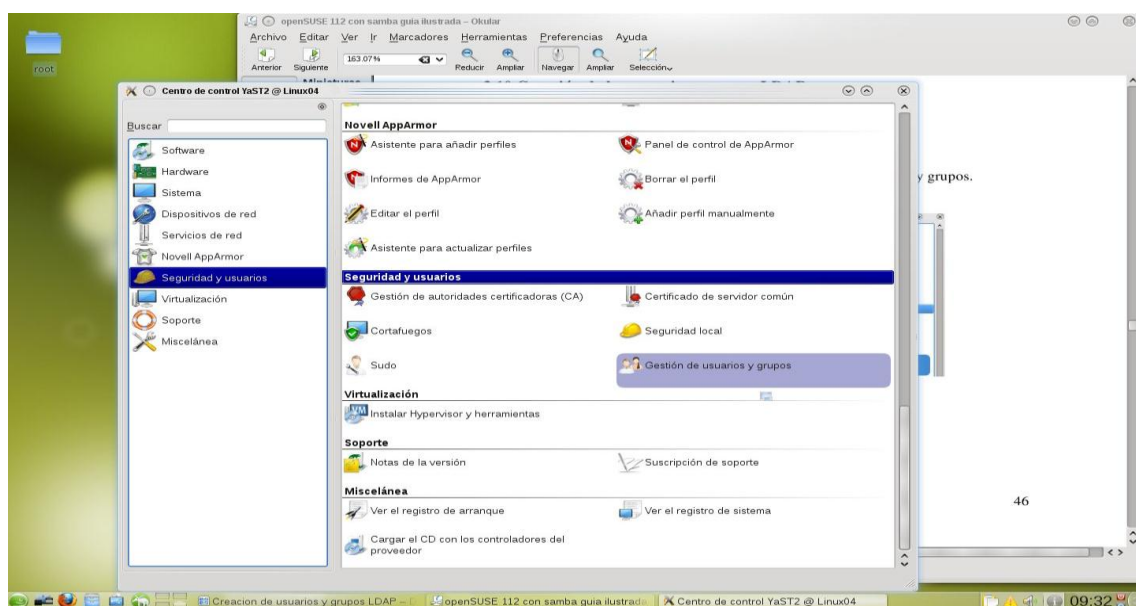 openSUSE 112 con samba guia ilustrada – Okular
Archivo Editar Ver Ir Marcadores Herramientas Preferencias Ayuda
163.07%
Anterior Siguiente Reducir Ampliar Navegar Ampliar Selección
root
Centro de control YaST2 @ Linux04
Buscar
Software
Hardware
Sistema
Dispositivos de red
Servicios de red
Novell AppArmor
Seguridad y usuarios
Virtualización
Soporte
Miscelánea
Novell AppArmor
Asistente para añadir perfiles
Panel de control de AppArmor
Informes de AppArmor
Borrar el perfil
Editar el perfil
Añadir perfil manualmente
Asistente para actualizar perfiles
Seguridad y usuarios
Gestión de autoridades certificadoras (CA)
Certificado de servidor común
Cortafuegos
Seguridad local
Sudo
Gestión de usuarios y grupos
Virtualización
VM
Instalar Hypervisor y herramientas
Soporte
Notas de la versión
Suscripción de soporte
Miscelánea
Ver el registro de arranque
Ver el registro de sistema
Cargar el CD con los controladores del
proveedor
y grupos.
46
Creacion de usuarios y grupos LDAP –
openSUSE 112 con samba guia ilustrada
Centro de control YaST2 @ Linux04
09:32